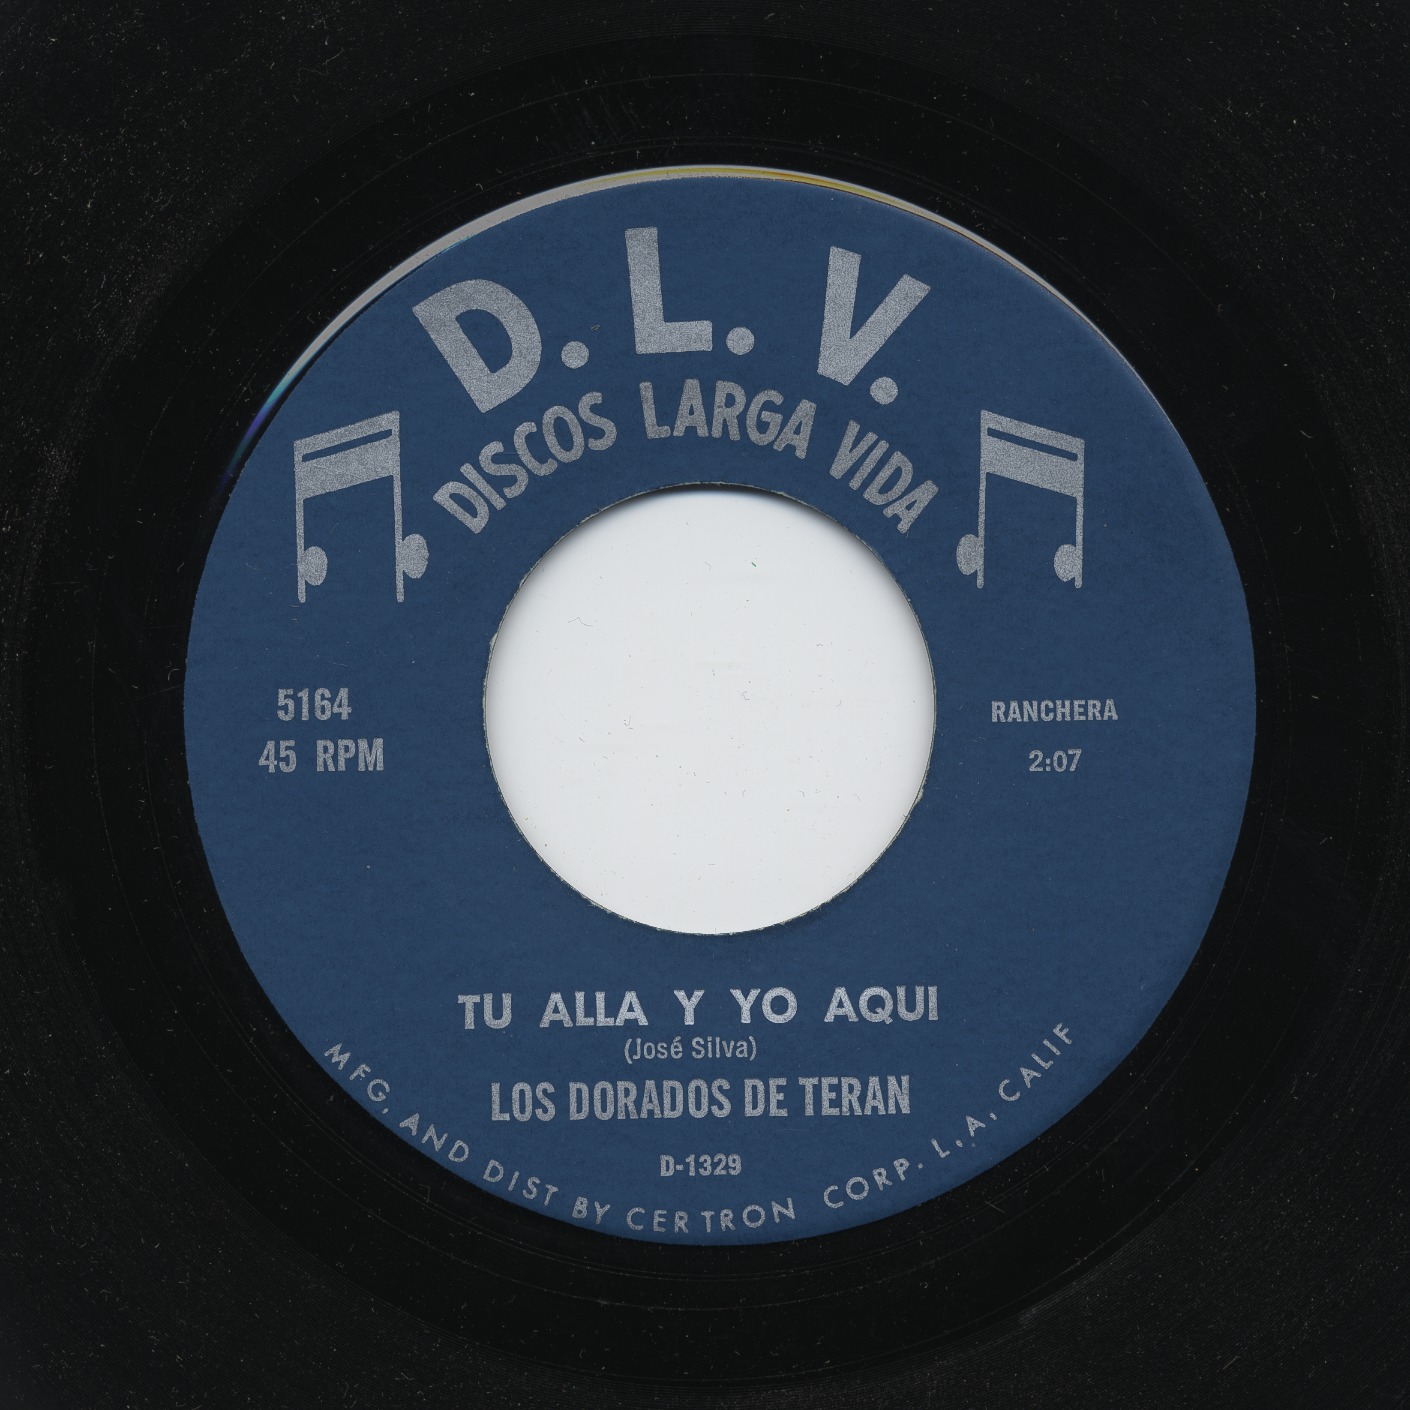 D. L. V.
DISCOS LARGA VIDA
5164
45 RPM
RANCHERA
2:07
TU ALLA Y YO AQUI
(José Silva)
LOS DORADOS DE TERAN
D-1329
MFG. AND DIST BY CERTRON CORP. L.A. CALIF